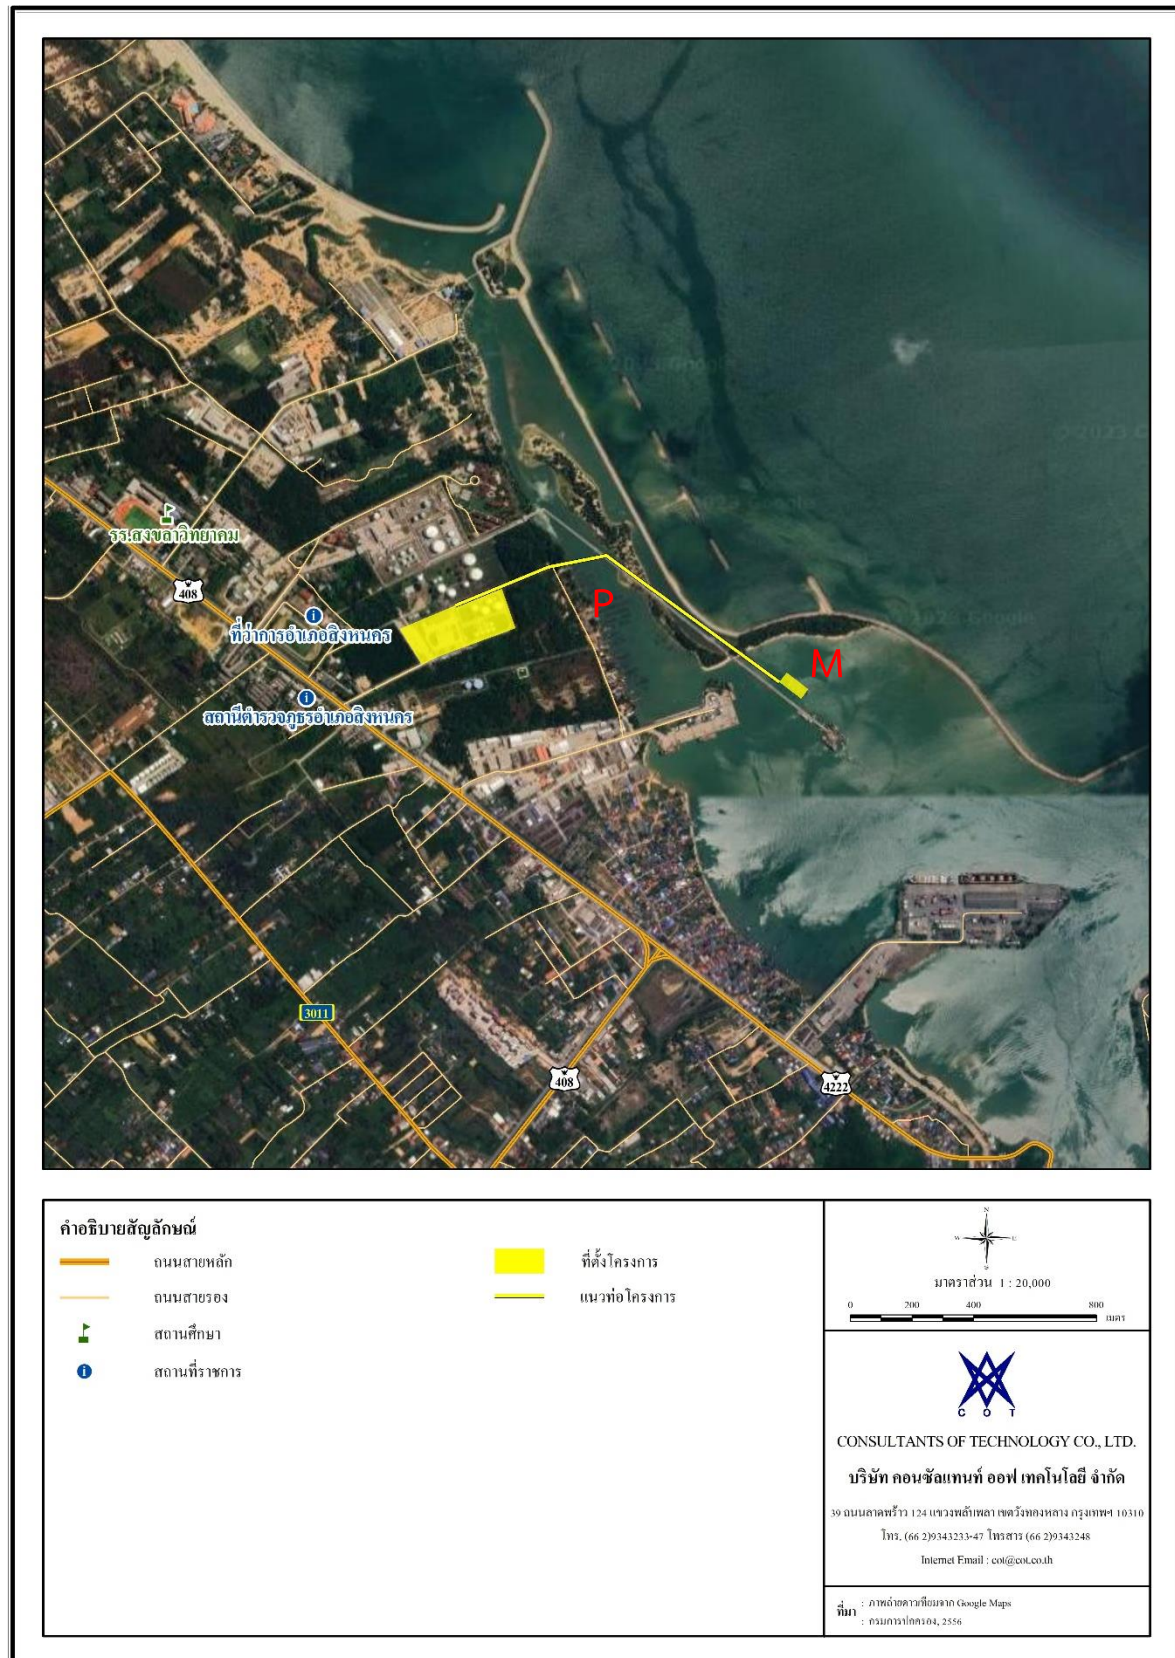 รร.สงขลาวิทยาคม
408
ที่ว่าการอำเภอสิงหนคร
สถานีตำรวจภูธรอำเภอสิงหนคร
P
M
3011
408
4222
คำอธิบายสัญลักษณ์
ถนนสายหลัก
ที่ตั้งโครงการ
ถนนสายรอง
แนวท่อโครงการ
สถานศึกษา
สถานที่ราชการ
N
W
E
S
มาตราส่วน 1 : 20,000
0 200 400 800
เมตร
C O T
CONSULTANTS OF TECHNOLOGY CO., LTD.
บริษัท คอนซัลแทนท์ ออฟ เทคโนโลยี จำกัด
39 ถนนลาดพร้าว 124 แขวงพลับพลา เขตวังทองหลาง กรุงเทพฯ 10310
โทร. (66 2)9343233-47 โทรสาร (66 2)9343248
Internet Email : cot@cot.co.th
ที่มา : ภาพถ่ายดาวเทียมจาก Google Maps
: กรมการปกครอง, 2556